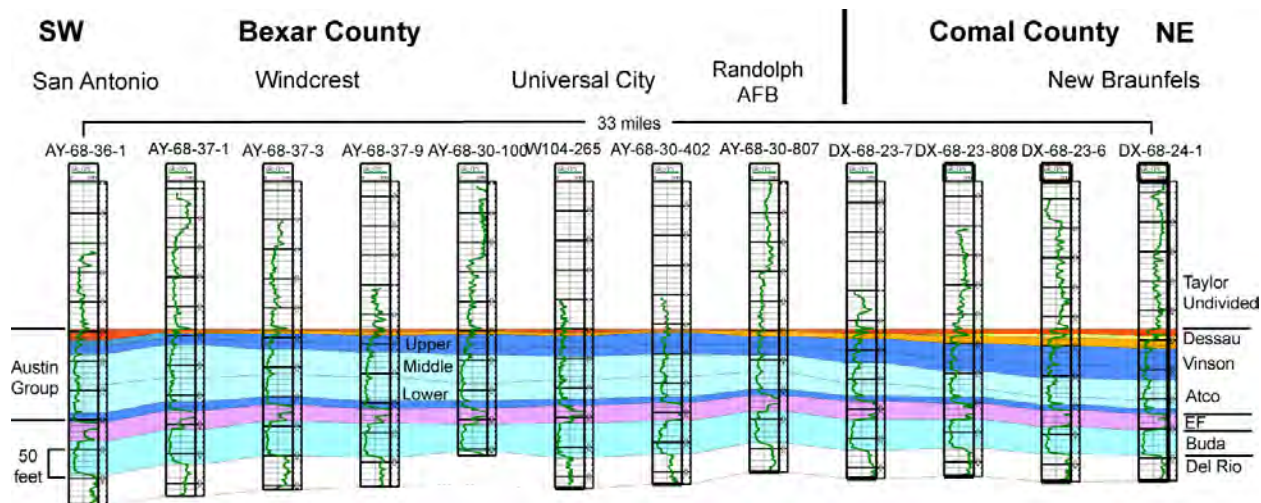 SW Bexar County Comal County NE
San Antonio Windcrest Universal City Randolph AFB New Braunfels
33 miles
AY-68-36-1 AY-68-37-1 AY-68-37-3 AY-68-37-9 AY-68-30-100 W104-265 AY-68-30-402 AY-68-30-807 DX-68-23-7 DX-68-23-808 DX-68-23-6 DX-68-24-1
Taylor
Undivided
Dessau
Upper
Vinson
Middle
Austin
Group
Lower
Atco
EF
Buda
50
feet
Del Rio